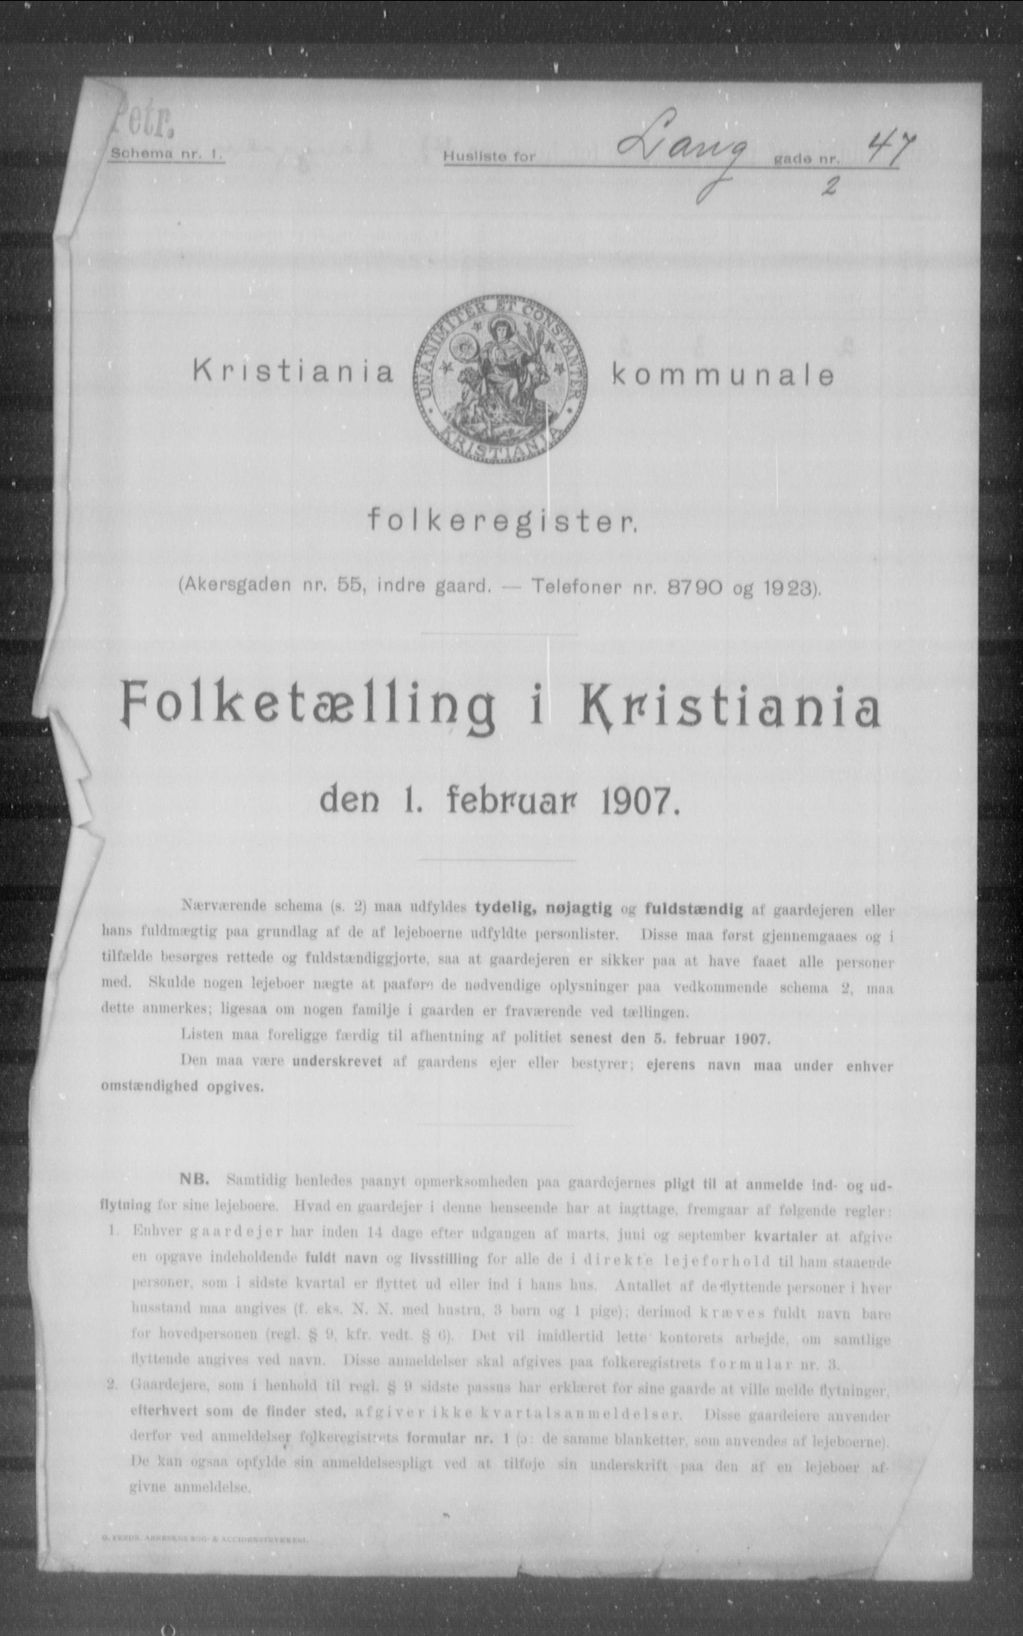 Petr.
Schema nr. 1. Husliste for Lang gade nr. 47
2
Kristiania kommunale
UNANIMITER ET CONSTANTER
KRISTIANIA
folkeregister.
(Akersgaden nr. 55, indre gaard. — Telefoner nr. 8790 og 1923).
Folketælling i Kristiania
den 1. februar 1907.
Nærværende schema (s. 2) maa udfyldes tydelig, nøjagtig og fuldstændig af gaardejeren eller
hans fuldmægtig paa grundlag af de af lejeboerne udfyldte personlister. Disse maa først gjennemgaaes og i
tilfælde besørges rettede og fuldstændiggjorte, saa at gaardejeren er sikker paa at have faaet alle personer
med. Skulde nogen lejeboer nægte at paaføre de nødvendige oplysninger paa vedkommende schema 2, maa
dette anmerkes; ligesaa om nogen familje i gaarden er fraværende ved tællingen.
Listen maa foreligge færdig til afhentning af politiet senest den 5. februar 1907.
Den maa være underskrevet af gaardens ejer eller bestyrer; ejerens navn maa under enhver
omstændighed opgives.
NB. Samtidig henledes paanyt opmerksomheden paa gaardejernes pligt til at anmelde ind- og ud-
flytning for sine lejeboere. Hvad en gaardejer i denne henseende har at iagttage, fremgaar af følgende regler:
1. Enhver gaardejer har inden 14 dage efter udgangen af marts, juni og september kvartaler at afgive
en opgave indeholdende fuldt navn og livsstilling for alle de i direkte lejeforhold til ham staaende
personer, som i sidste kvartal er flyttet ud eller ind i hans hus. Antallet af de flyttende personer i hver
husstand maa angives (f. eks. N. N. med hustru, 3 børn og 1 pige); derimod kræves fuldt navn bare
for hovedpersonen (regl. § 9, kfr. vedt. § 6). Det vil imidlertid lette kontorets arbejde, om samtlige
flyttende angives ved navn. Disse anmeldelser skal afgives paa folkeregistrets formular nr. 3.
2. Gaardejere, som i henhold til regl. § 9 sidste passus har erklæret for sine gaarde at ville melde flytninger,
efterhvert som de finder sted, afgiver ikke kvartalsanmeldelser. Disse gaardeiere anvender
derfor ved anmeldelser folkeregistrets formular nr. 1 (ɔ: de samme blanketter, som anvendes af lejeboerne).
De kan ogsaa opfylde sin anmeldelsespligt ved at tilføje sin underskrift paa den af en lejeboer af-
givne anmeldelse.